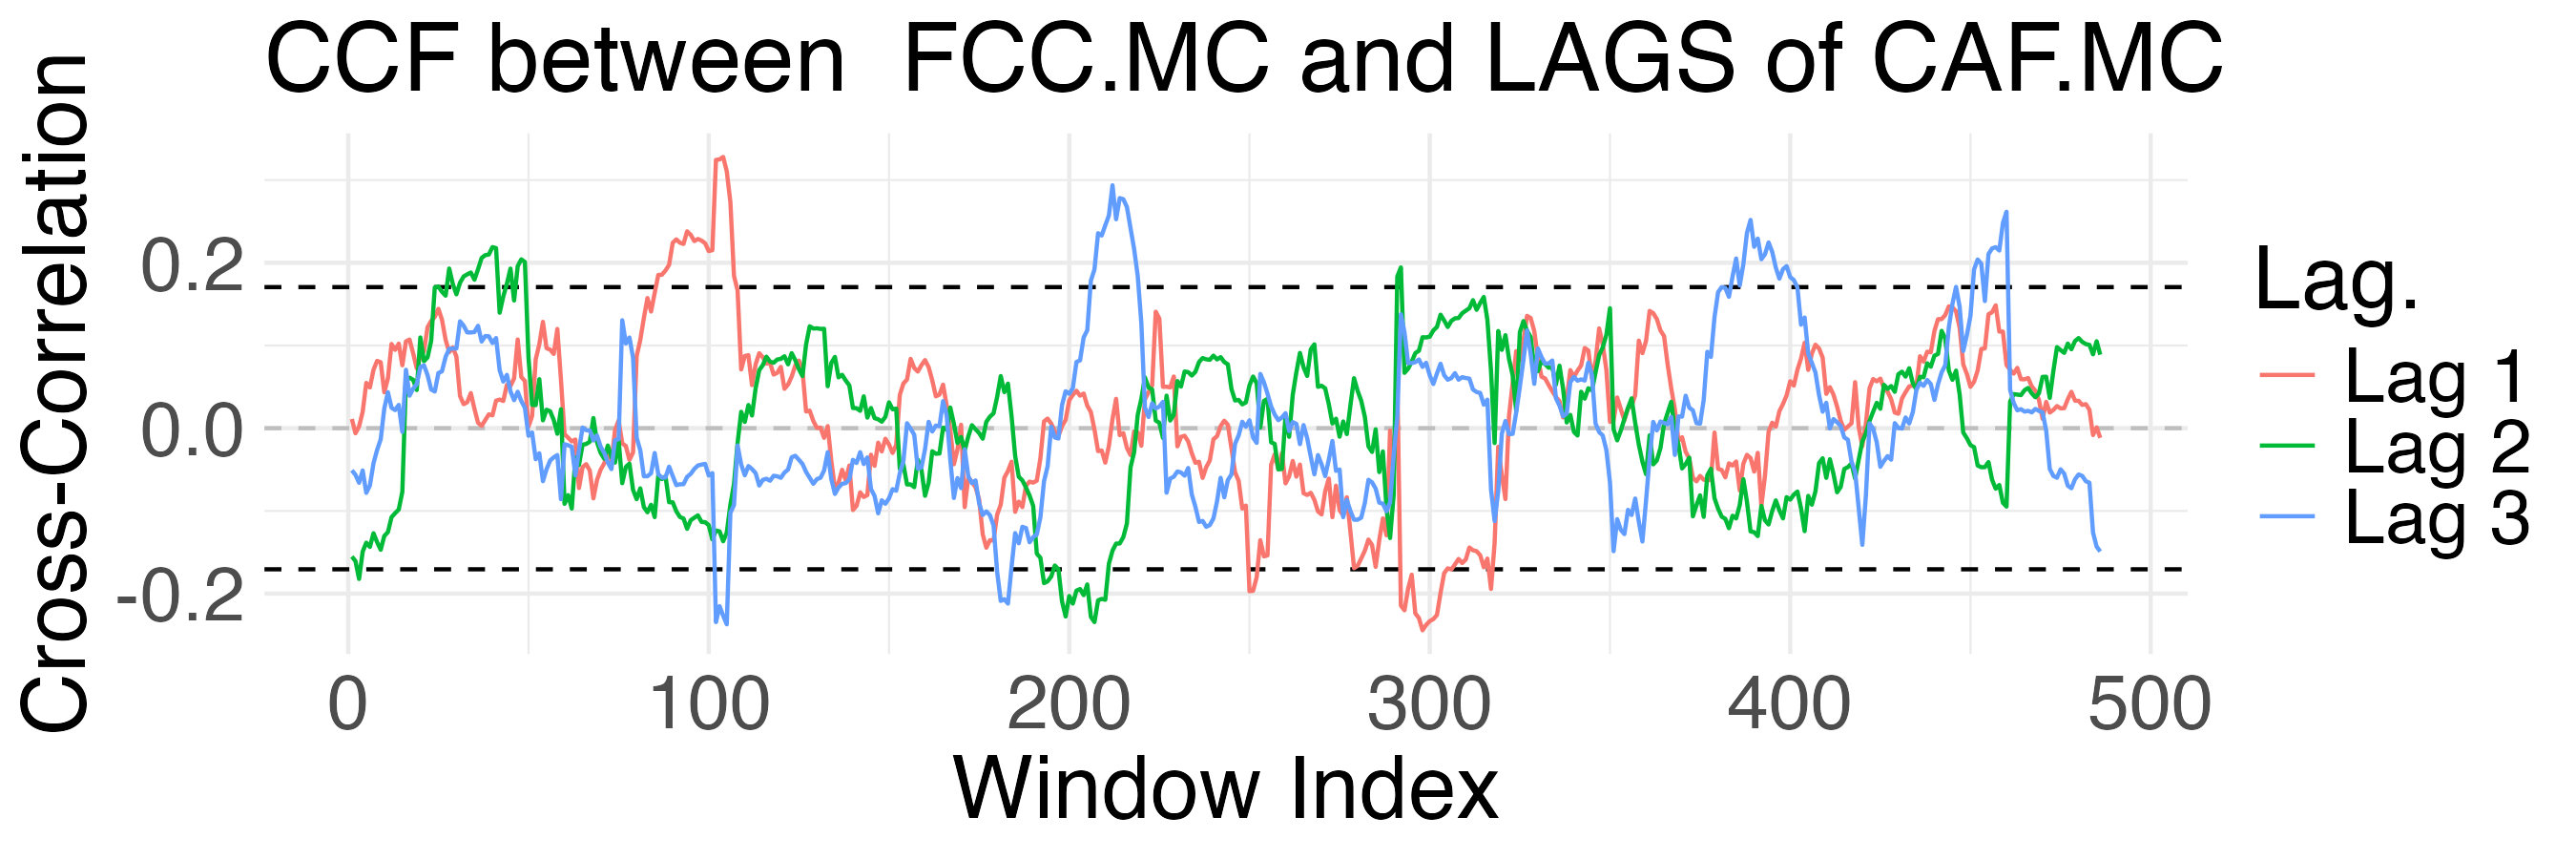 CCF between  FCC.MC and LAGS of CAF.MC
Cross-Correlation
0.2
0.0
-0.2
0 100 200 300 400 500
Window Index
Lag.
Lag 1
Lag 2
Lag 3